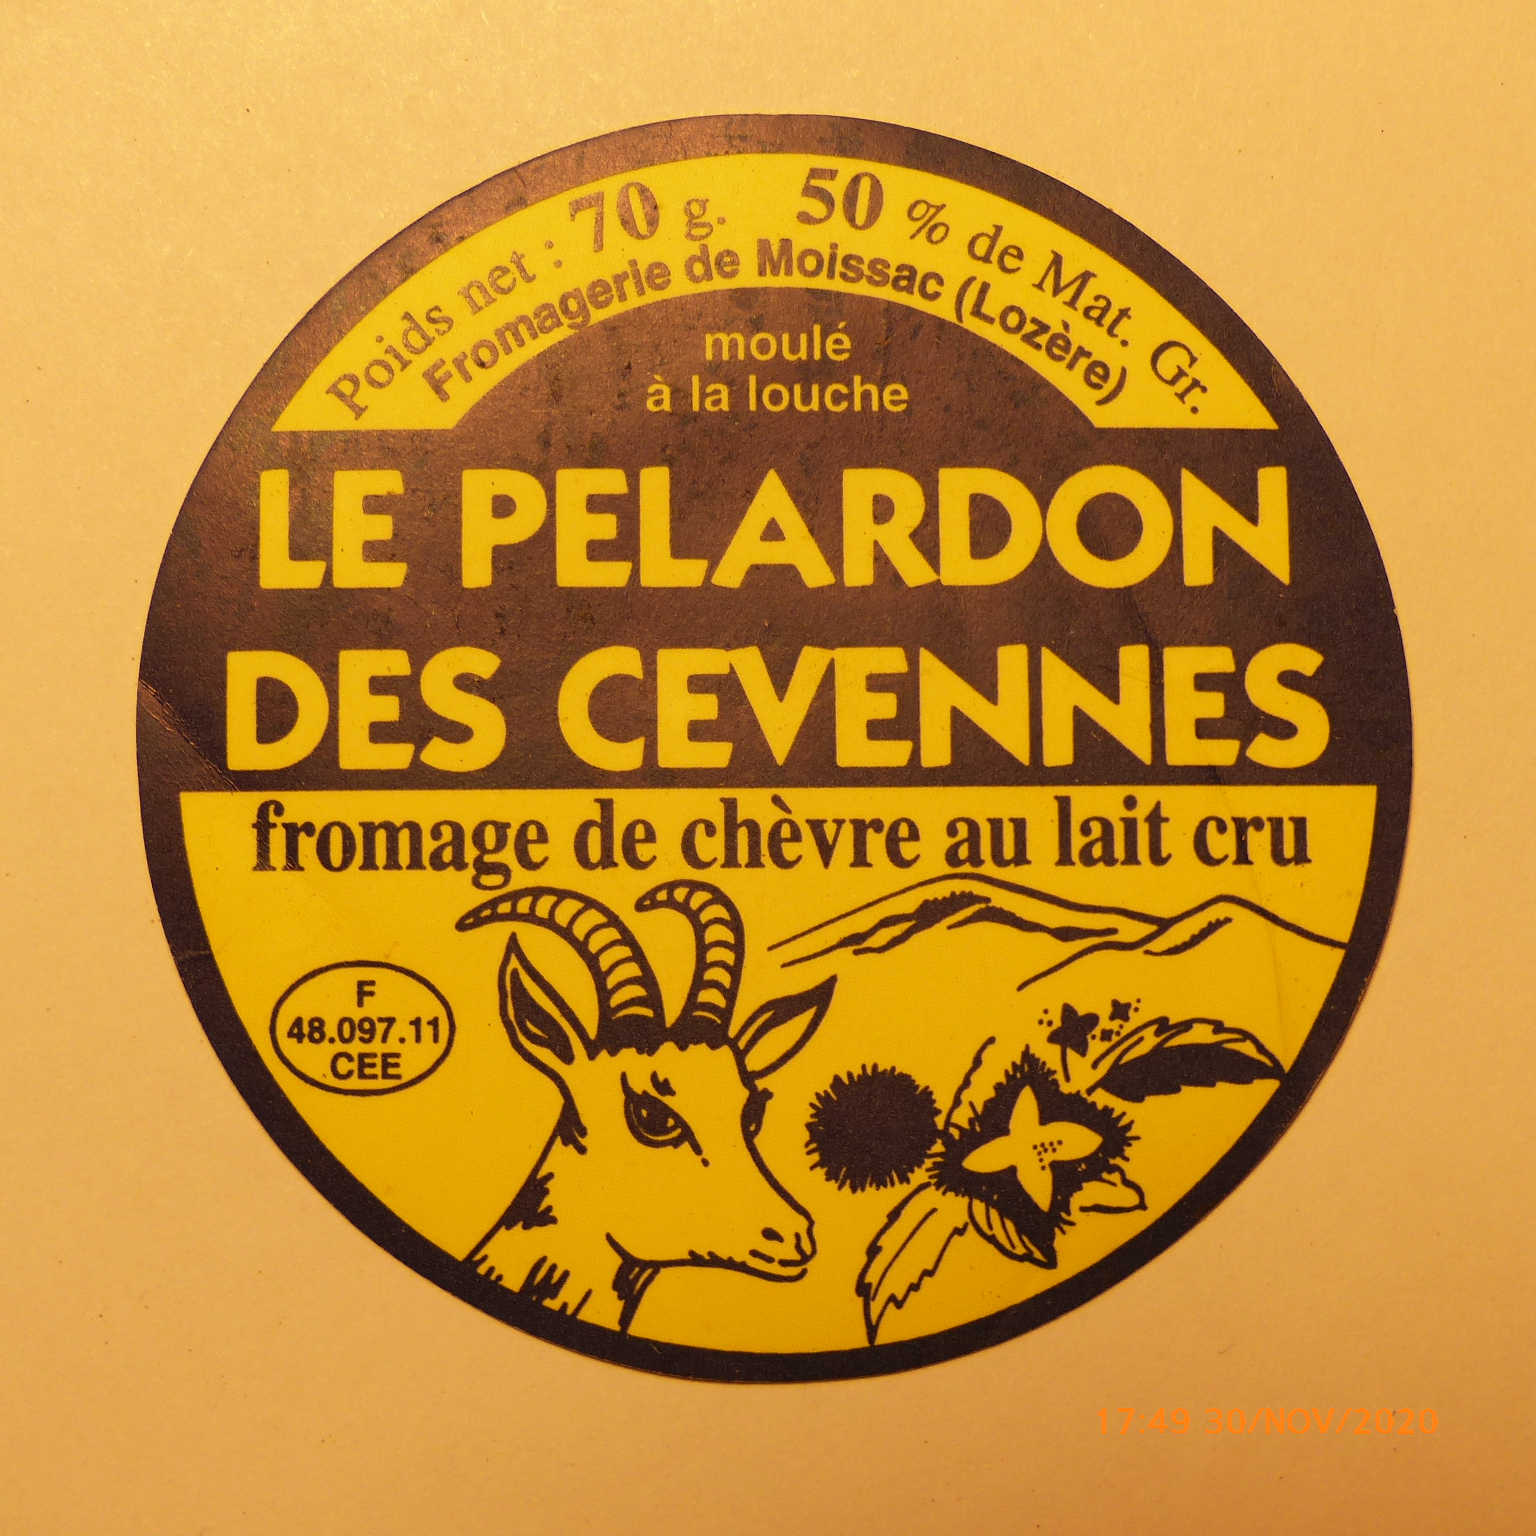 Poids net : 70 g. 50 % de Mat. Gr.
Fromagerie de Moissac (Lozère)
moulé
à la louche
LE PELARDON
DES CEVENNES
fromage de chèvre au lait cru
F
48.097.11
CEE
17:49 30/NOV/2020